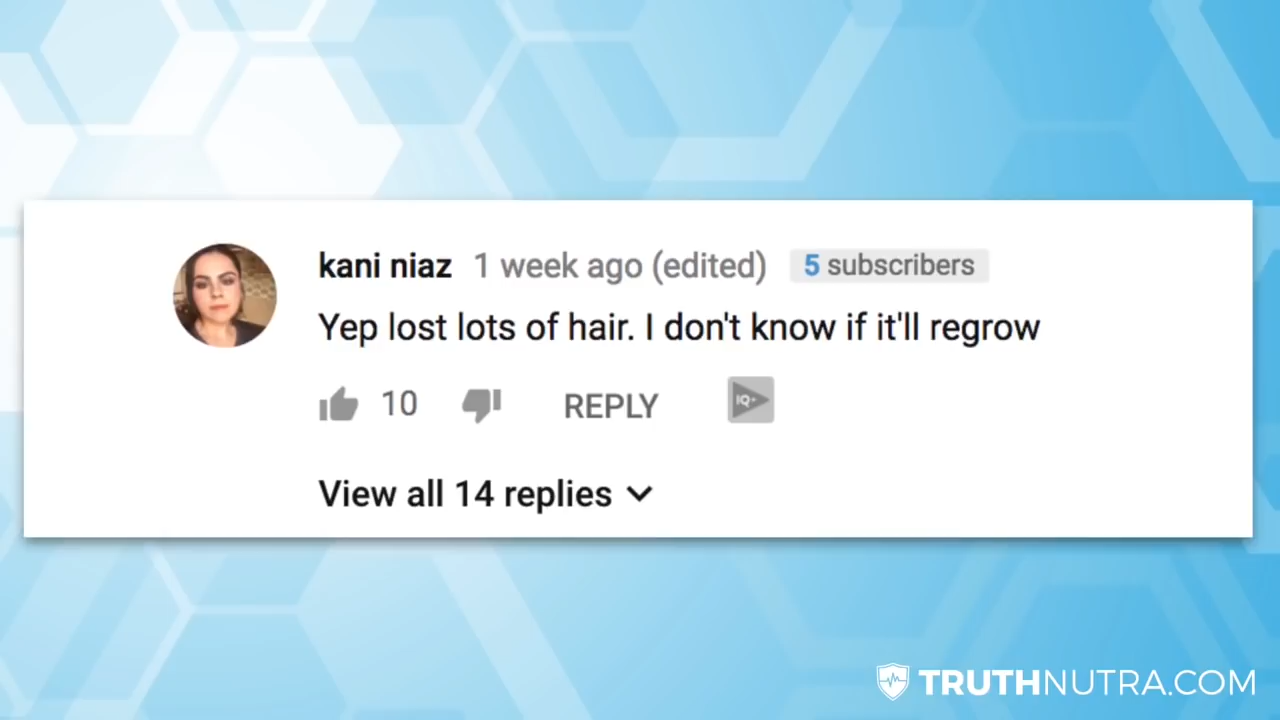 kani niaz 1 week ago (edited) 5 subscribers
Yep lost lots of hair. I don't know if it'll regrow
10 REPLY IQ+
View all 14 replies
TRUTHNUTRA.COM